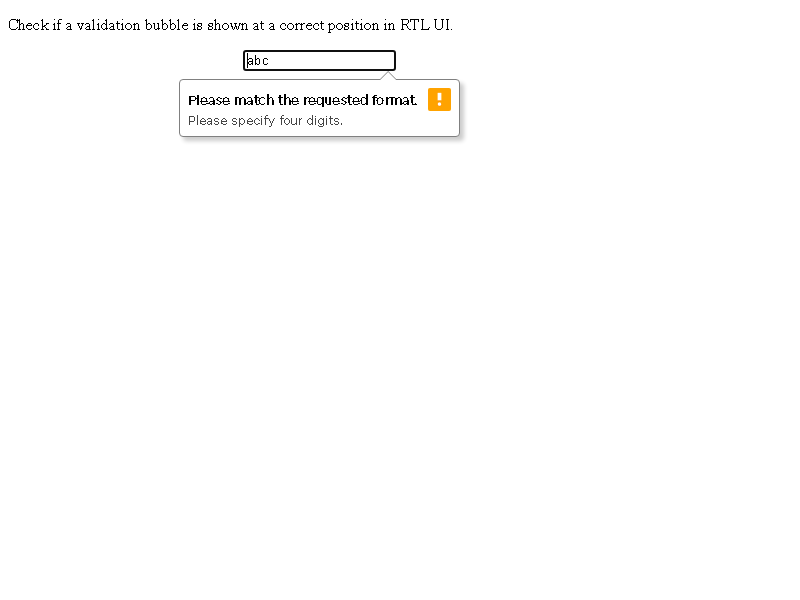 Check if a validation bubble is shown at a correct position in RTL UI.
abc
Please match the requested format.
Please specify four digits.